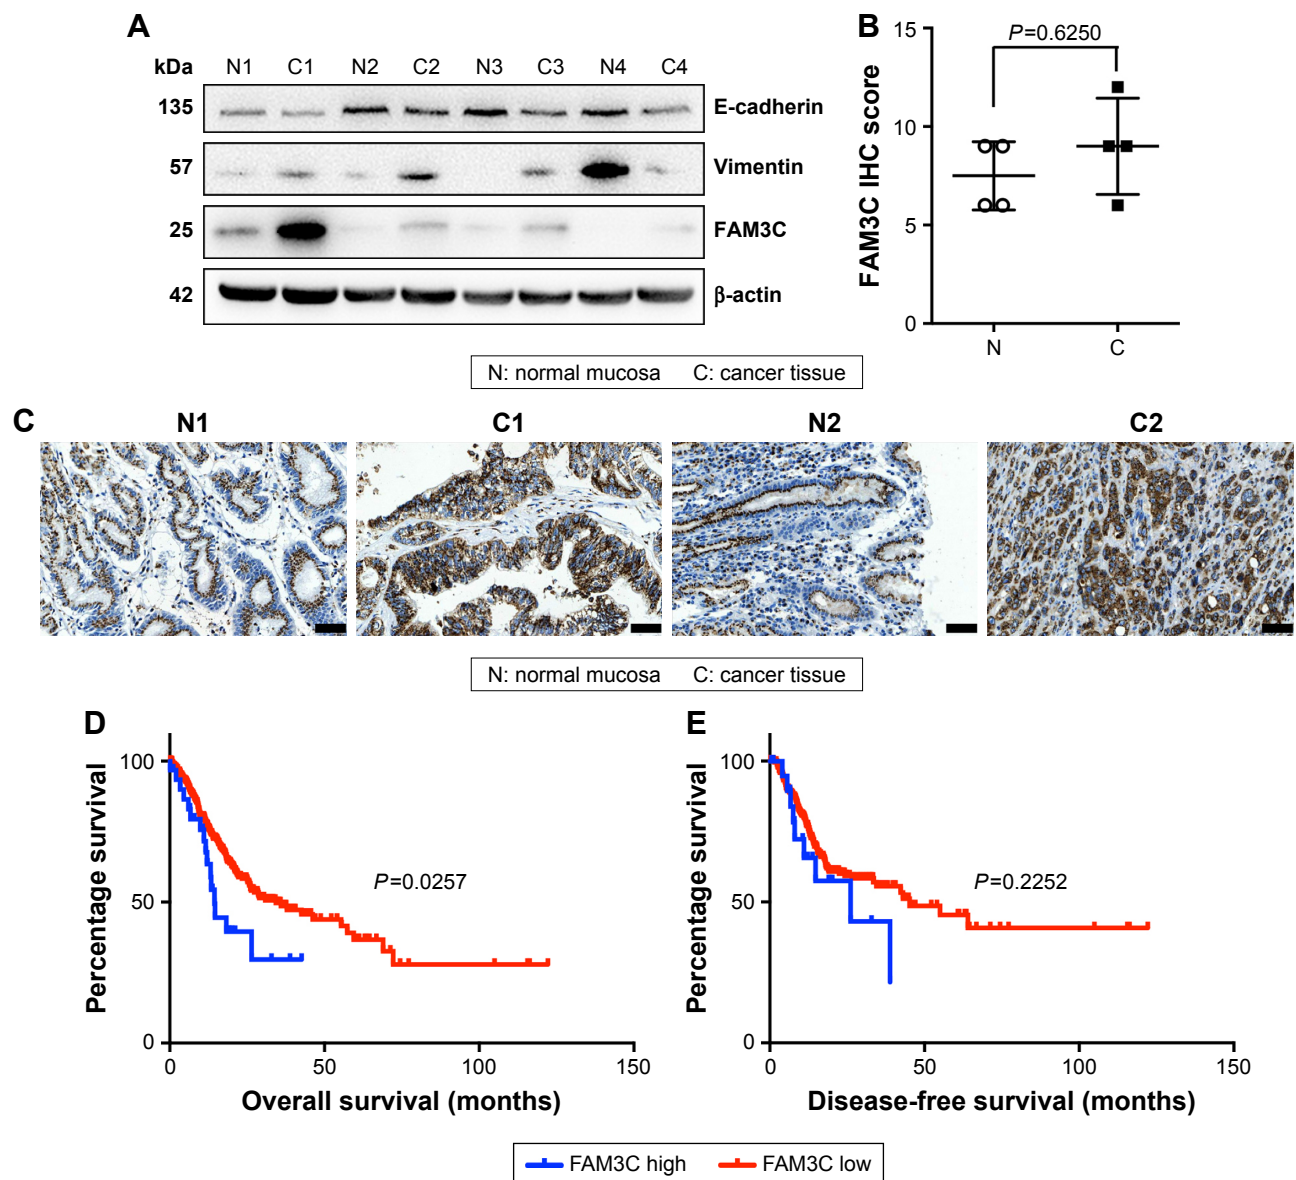 A
kDa N1 C1 N2 C2 N3 C3 N4 C4
135 E-cadherin
57 Vimentin
25 FAM3C
42 β-actin
B
P=0.6250
FAM3C IHC score
15
10
5
0
N C
N: normal mucosa C: cancer tissue
C
N1 C1 N2 C2
N: normal mucosa C: cancer tissue
D
Percentage survival
100
50
0
P=0.0257
0 50 100 150
Overall survival (months)
E
Percentage survival
100
50
0
P=0.2252
0 50 100 150
Disease-free survival (months)
FAM3C high FAM3C low